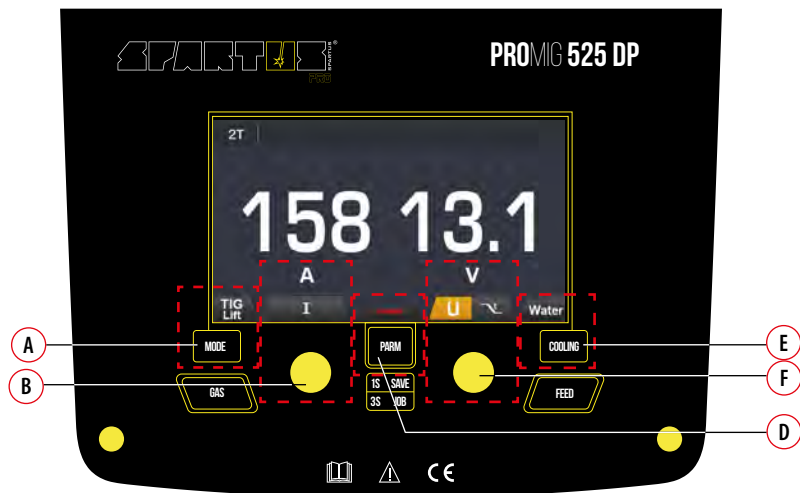 SPARTUS®
SPARTUS
PRO
PROMIG 525 DP
2T
158 13.1
A V
TIG
Lift
I
U
Water
MODE
PARM
COOLING
GAS
1S SAVE
3S JOB
FEED
A
B
E
F
D
CE